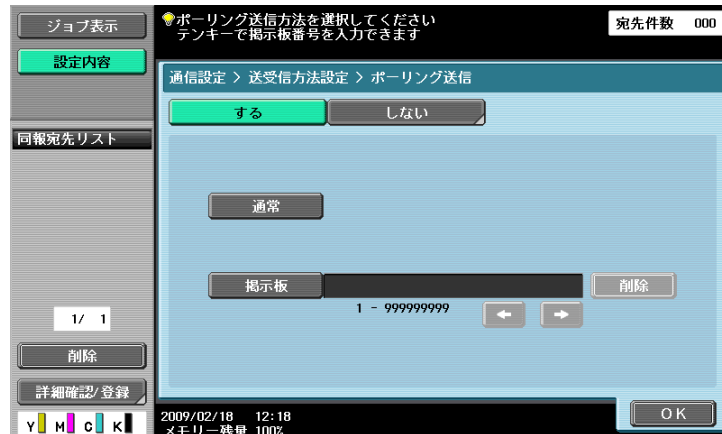 ジョブ表示
設定内容
ポーリング送信方法を選択してください
テンキーで掲示板番号を入力できます
宛先件数 000
通信設定 > 送受信方法設定 > ポーリング送信
する
しない
同報宛先リスト
通常
掲示板
削除
1 - 999999999
← →
1/ 1
削除
詳細確認/登録
Y M C K
2009/02/18 12:18
メモリー残量 100%
OK